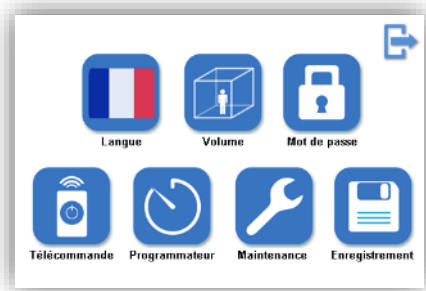 Langue Volume Mot de passe
Télécommande Programmateur Maintenance Enregistrement